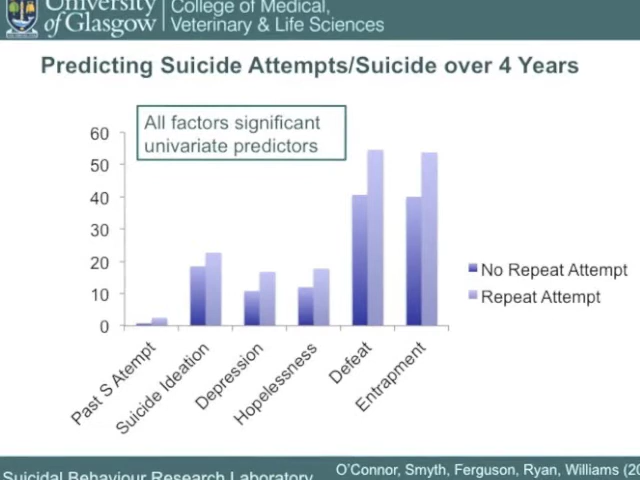 University of Glasgow
College of Medical,
Veterinary & Life Sciences
Predicting Suicide Attempts/Suicide over 4 Years
All factors significant
univariate predictors
60
50
40
30
20
10
0
Past S Atempt
Suicide Ideation
Depression
Hopelessness
Defeat
Entrapment
No Repeat Attempt
Repeat Attempt
Suicidal Behaviour Research Laboratory
O'Connor, Smyth, Ferguson, Ryan, Williams (20